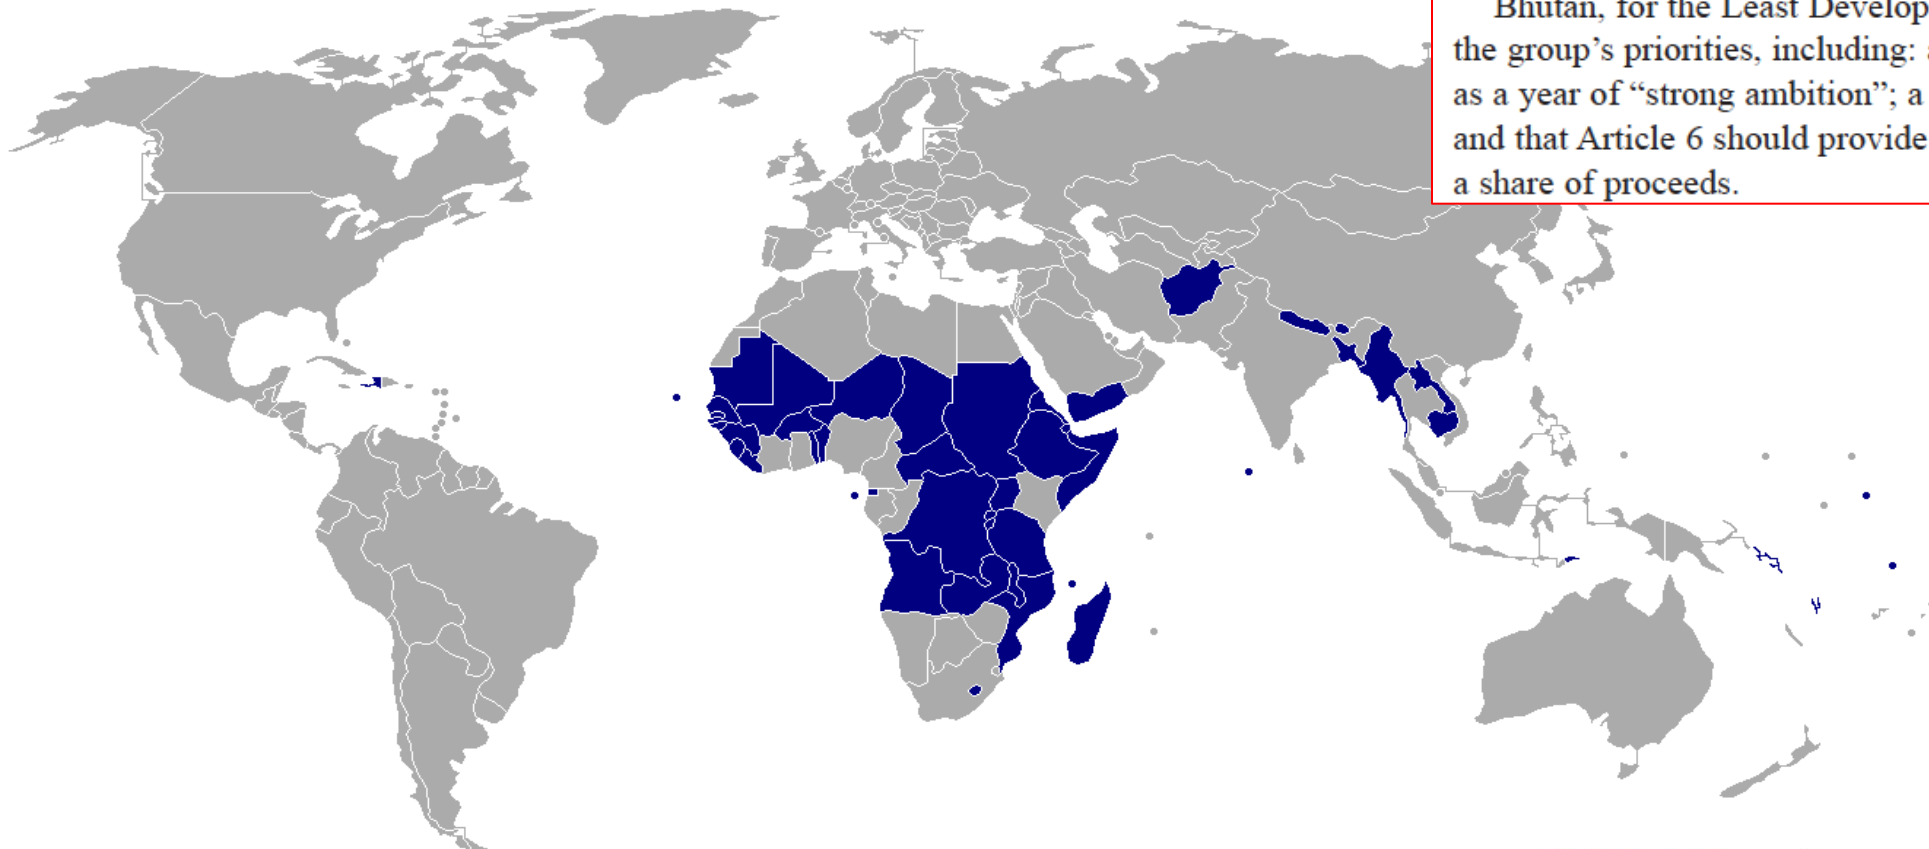 Bhutan, for the Least Develop
the group’s priorities, including: a
as a year of “strong ambition”; a
and that Article 6 should provide
a share of proceeds.